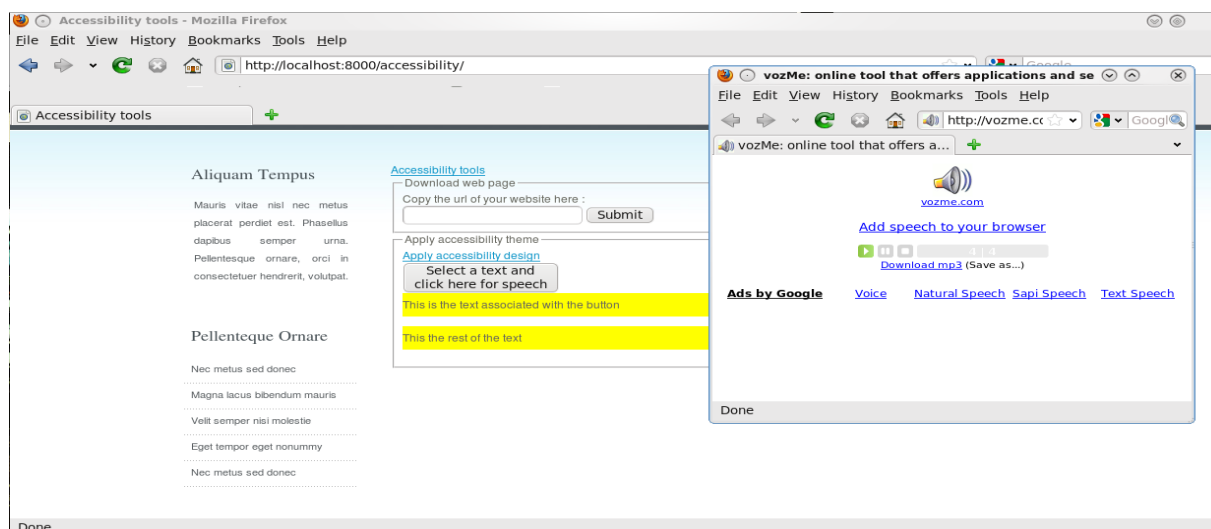 Accessibility tools - Mozilla Firefox
File Edit View History Bookmarks Tools Help
http://localhost:8000/accessibility/
Google
Accessibility tools
Aliquam Tempus
Mauris vitae nisl nec metus
placerat perdiet est. Phasellus
dapibus semper urna.
Pellentesque ornare, orci in
consectetuer hendrerit, volutpat.
Pellenteque Ornare
Nec metus sed donec
Magna lacus bibendum mauris
Velit semper nisi molestie
Eget tempor eget nonummy
Nec metus sed donec
Accessibility tools
Download web page
Copy the url of your website here :
Submit
Apply accessibility theme
Apply accessibility design
Select a text and
click here for speech
This is the text associated with the button
This the rest of the text
vozMe: online tool that offers applications and se
File Edit View History Bookmarks Tools Help
http://vozme.cc Googl
vozMe: online tool that offers a...
vozme.com
Add speech to your browser
4 | 4
Download mp3 (Save as...)
Ads by Google Voice Natural Speech Sapi Speech Text Speech
Done
Done